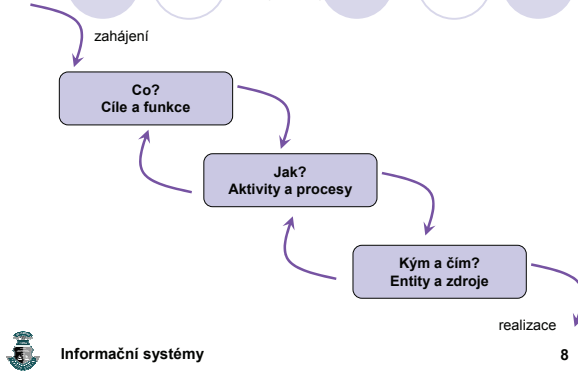 zahájení
Co?
Cíle a funkce
Jak?
Aktivity a procesy
Kým a čím?
Entity a zdroje
realizace
Informační systémy
8